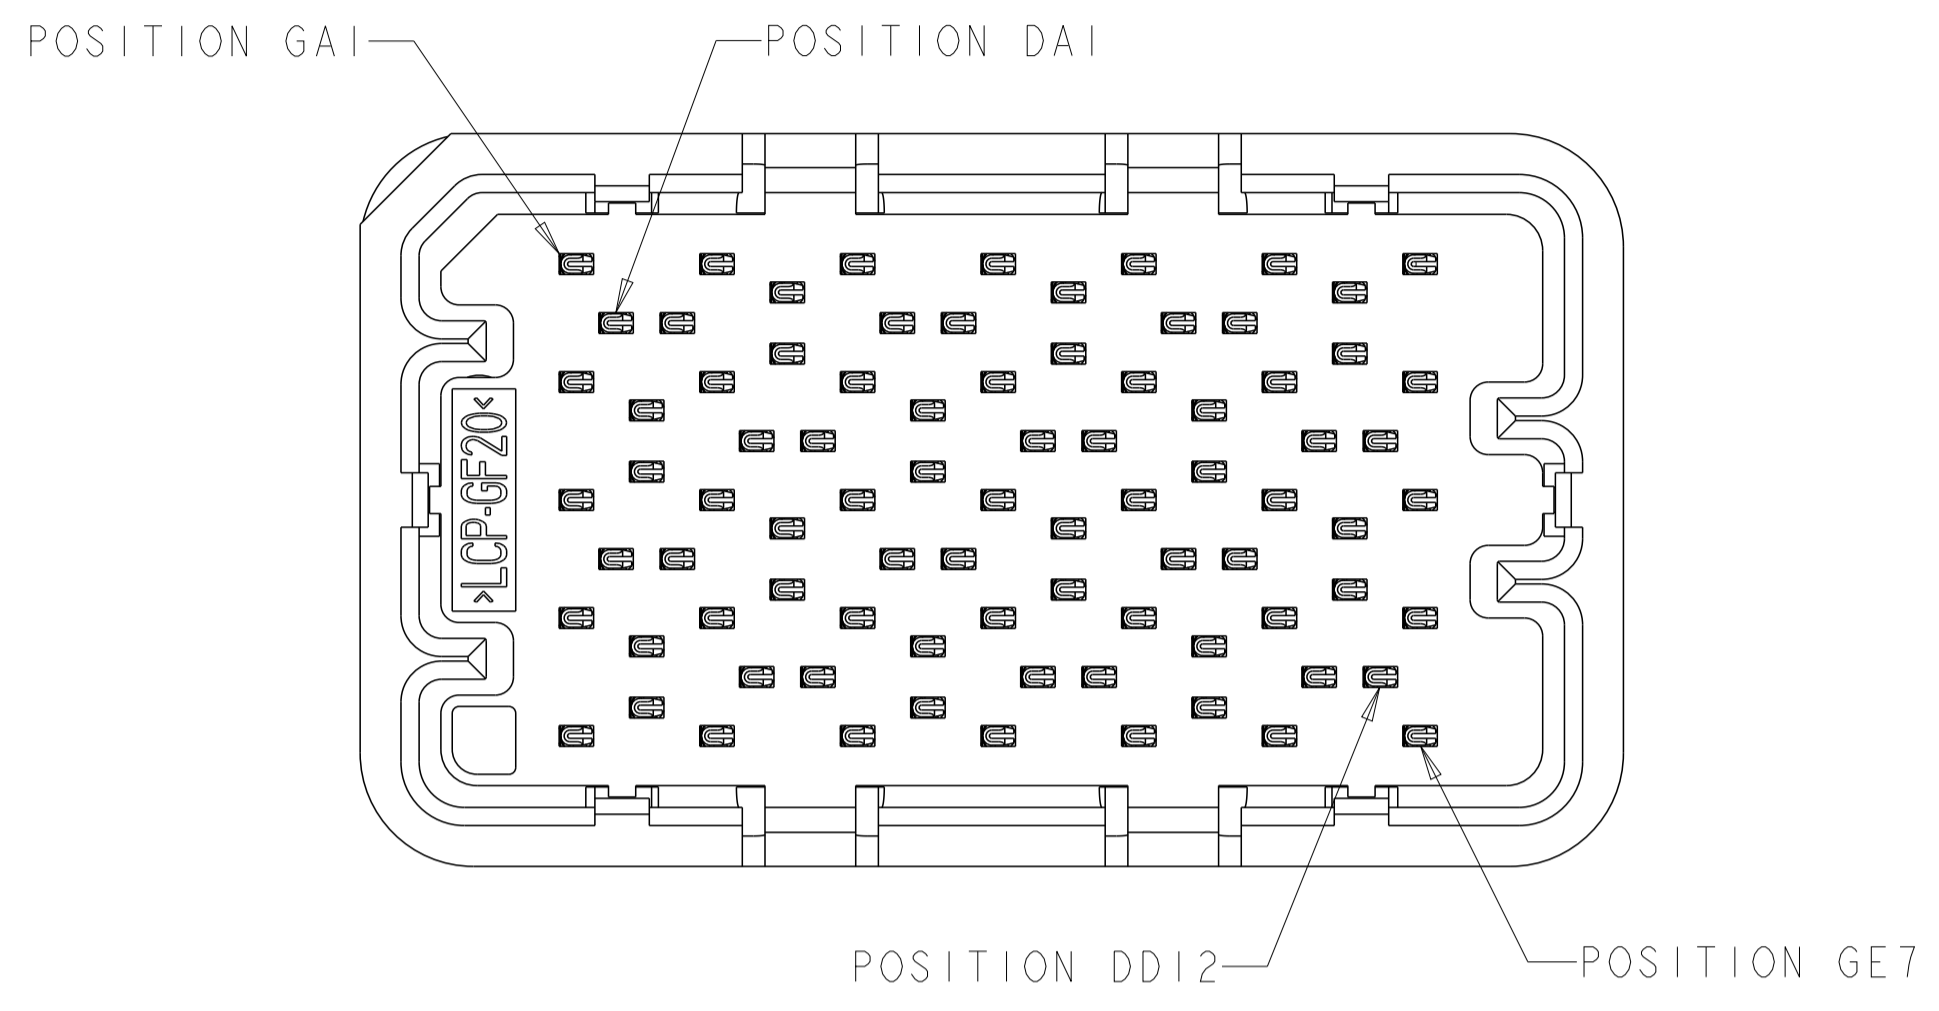 POSITION GA1
POSITION DA1
>LCP-GF20<
POSITION DD12
POSITION GE7